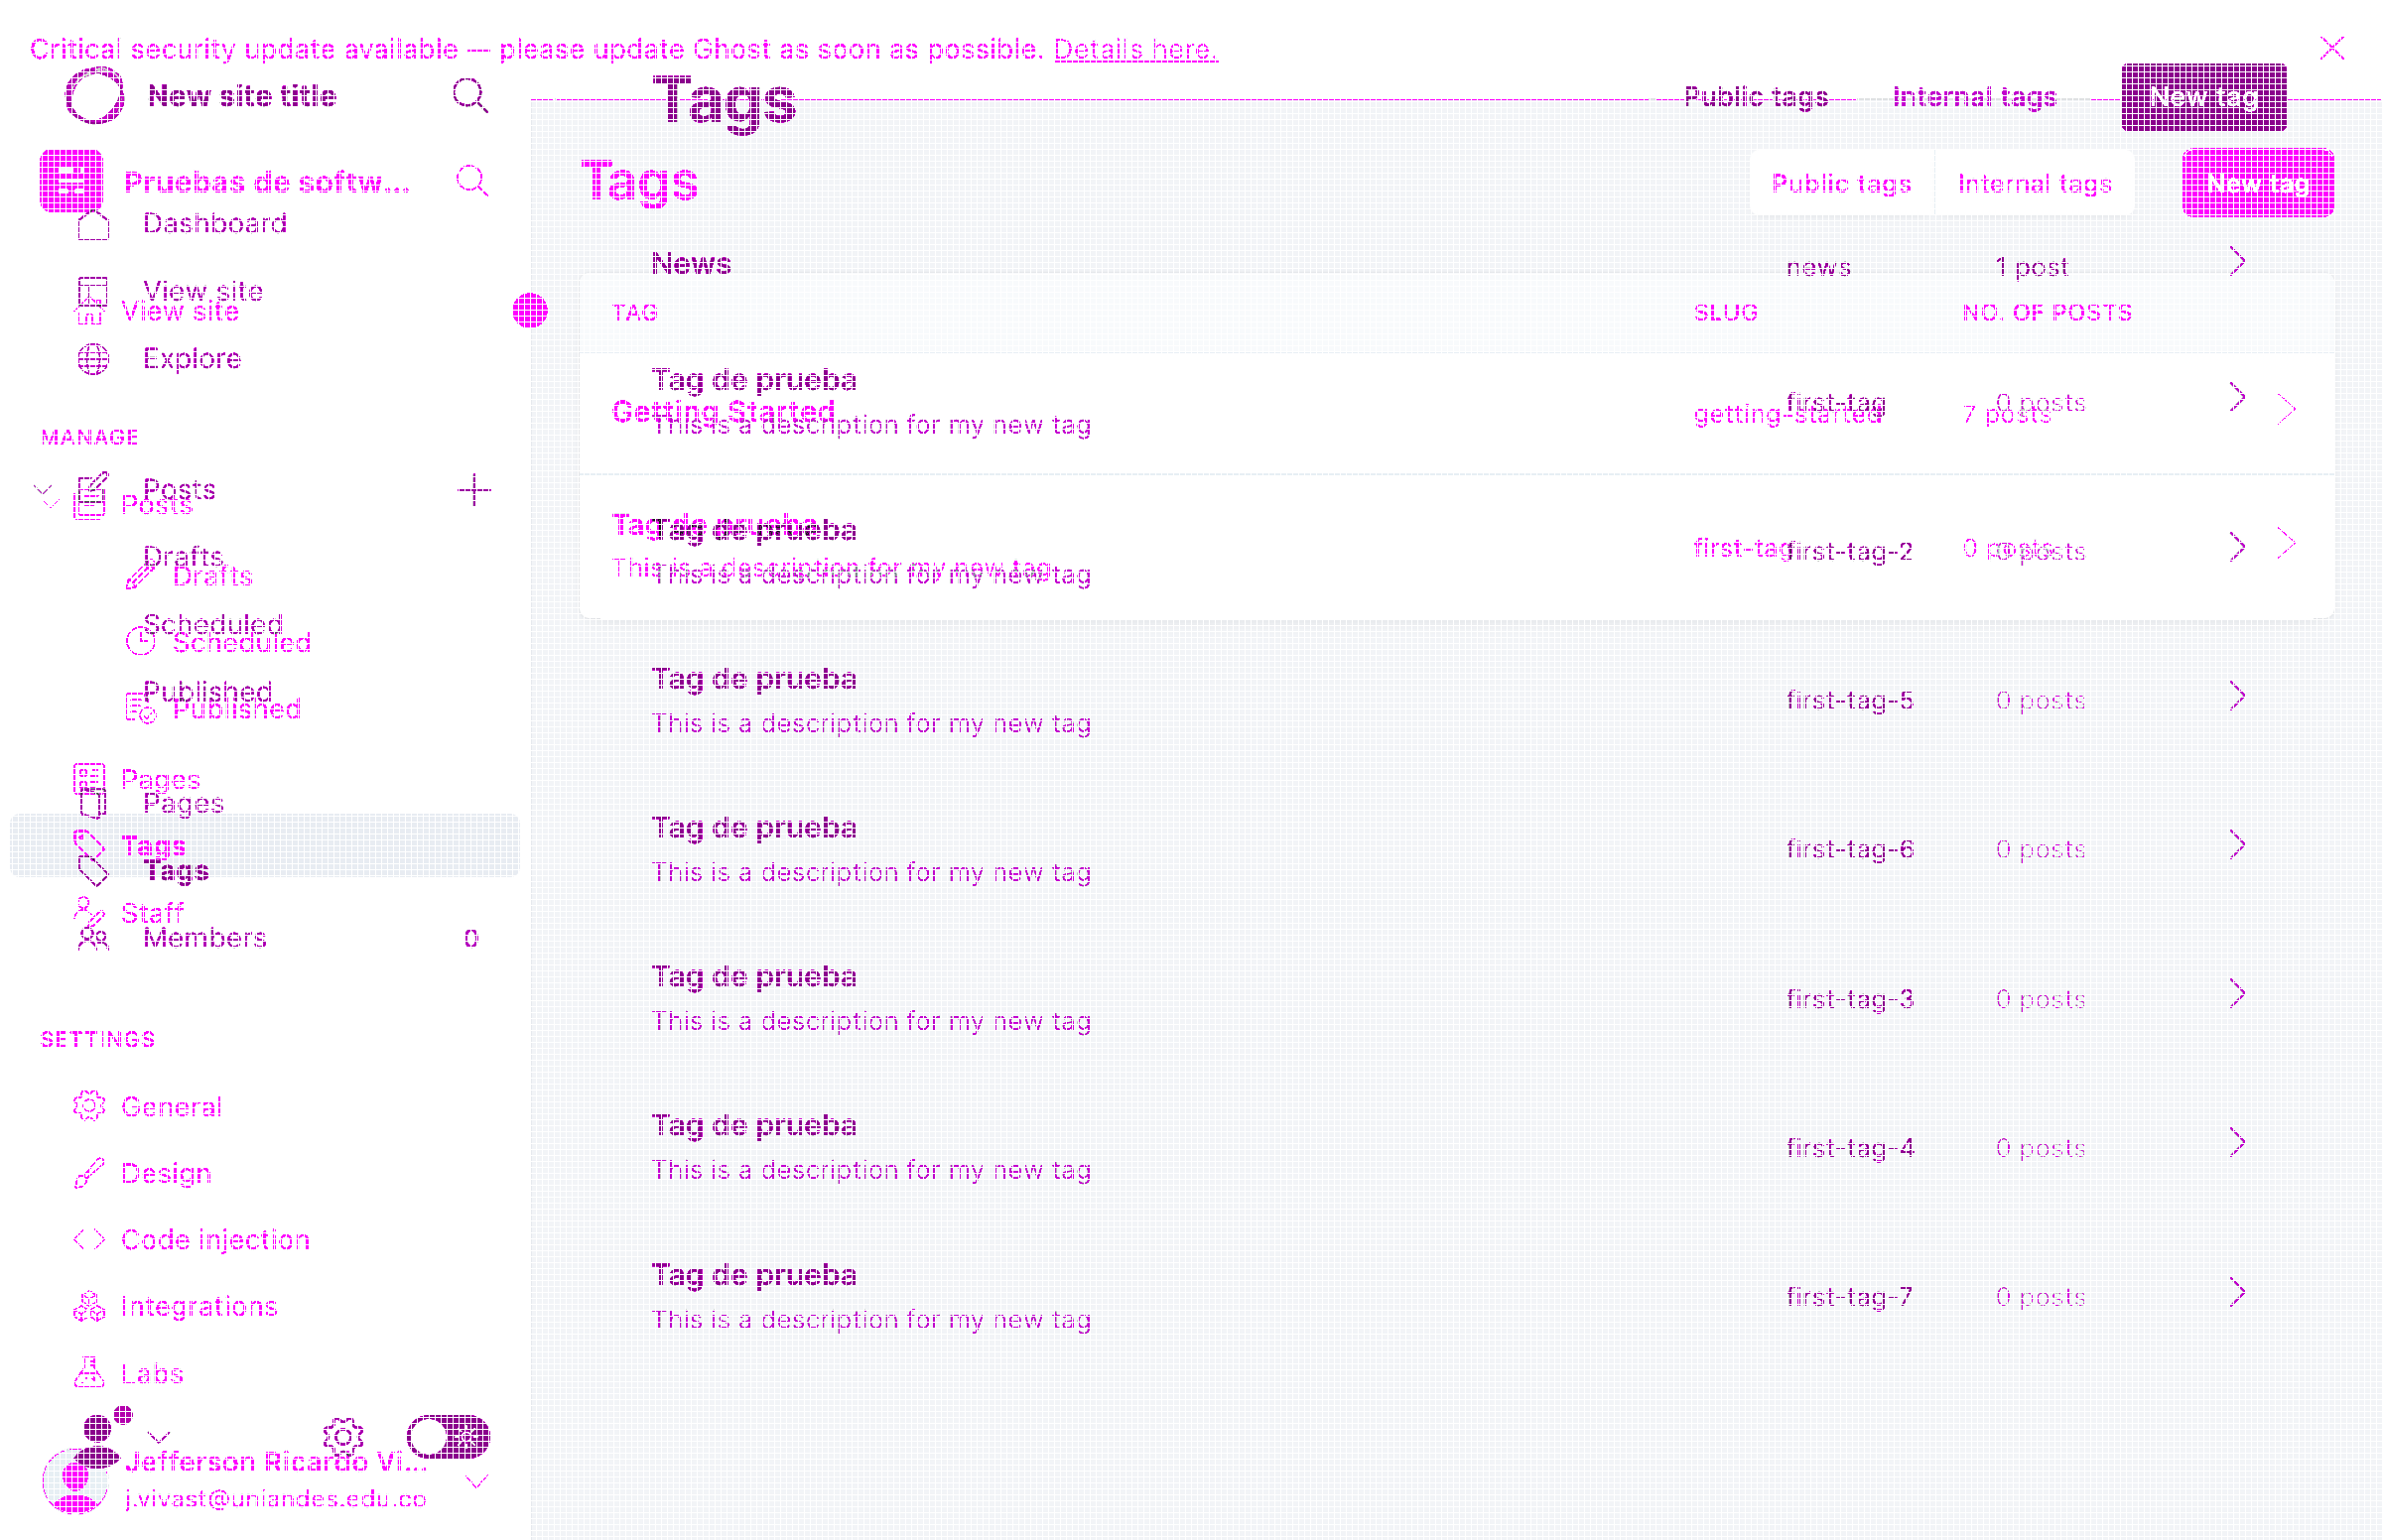 Critical security update available — please update Ghost as soon as possible. Details here.
New site title
Tags
Public tags
Internal tags
New tag
Pruebas de softw...
Tags
Public tags
Internal tags
New tag
Dashboard
News
news
1 post
View site
View site
TAG
SLUG
NO. OF POSTS
Explore
Tag de prueba
first-tag
0 posts
Getting Started
getting-started
7 posts
This is a description for my new tag
MANAGE
Posts
Posts
Tag de prueba
Tag de prueba
first-tag
0 posts
first-tag-2
0 posts
This is a description for my new tag
This is a description for my new tag
Drafts
Drafts
Scheduled
Scheduled
Published
Published
Tag de prueba
first-tag-5
0 posts
This is a description for my new tag
Pages
Pages
Tag de prueba
first-tag-6
0 posts
This is a description for my new tag
Tags
Tags
Staff
Members
0
Tag de prueba
first-tag-3
0 posts
This is a description for my new tag
SETTINGS
General
Tag de prueba
first-tag-4
0 posts
This is a description for my new tag
Design
Code injection
Tag de prueba
first-tag-7
0 posts
This is a description for my new tag
Integrations
Labs
Jefferson Ricardo Vi...
j.vivast@uniandes.edu.co